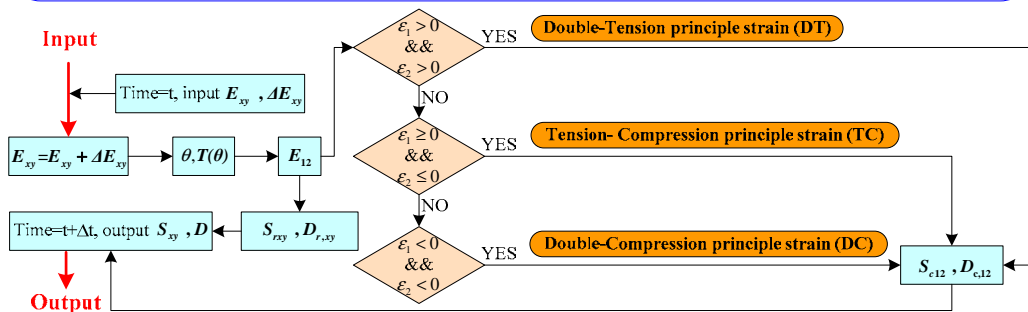 Input
Time=t, input E_xy , ΔE_xy
E_xy=E_xy + ΔE_xy
θ,T(θ)
E_12
S_rxy , D_r,xy
Time=t+Δt, output S_xy , D
Output
ε_1 > 0
&&
ε_2 > 0
YES
Double-Tension principle strain (DT)
NO
ε_1 ≥ 0
&&
ε_2 ≤ 0
YES
Tension- Compression principle strain (TC)
NO
ε_1 < 0
&&
ε_2 < 0
YES
Double-Compression principle strain (DC)
S_c12 , D_c,12